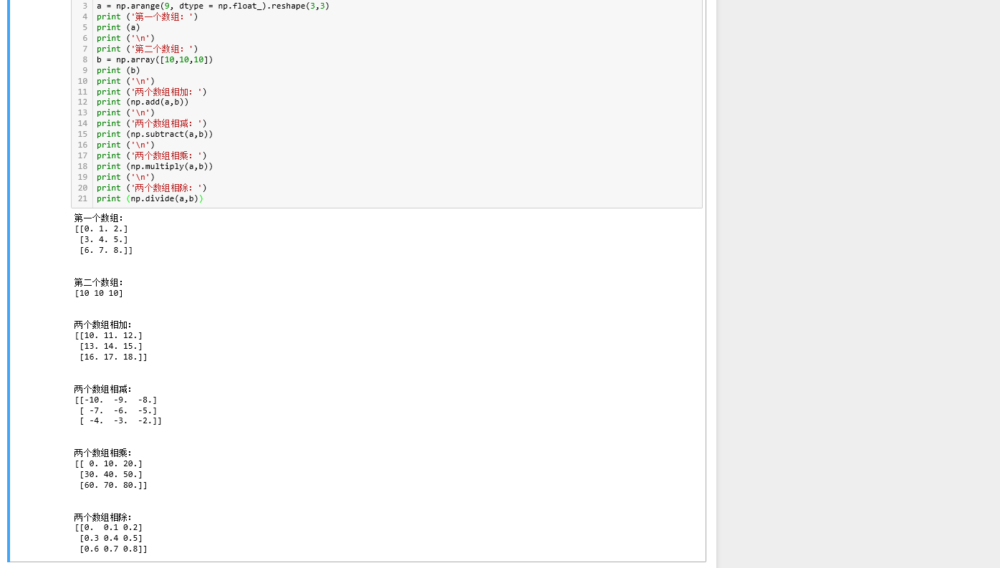 3 a = np.arange(9, dtype = np.float_).reshape(3,3)
4 print ('第一个数组：')
5 print (a)
6 print ('\n')
7 print ('第二个数组：')
8 b = np.array([10,10,10])
9 print (b)
10 print ('\n')
11 print ('两个数组相加：')
12 print (np.add(a,b))
13 print ('\n')
14 print ('两个数组相减：')
15 print (np.subtract(a,b))
16 print ('\n')
17 print ('两个数组相乘：')
18 print (np.multiply(a,b))
19 print ('\n')
20 print ('两个数组相除：')
21 print (np.divide(a,b))
第一个数组：
[[0. 1. 2.]
 [3. 4. 5.]
 [6. 7. 8.]]
第二个数组：
[10 10 10]
两个数组相加：
[[10. 11. 12.]
 [13. 14. 15.]
 [16. 17. 18.]]
两个数组相减：
[[-10.  -9.  -8.]
 [ -7.  -6.  -5.]
 [ -4.  -3.  -2.]]
两个数组相乘：
[[ 0. 10. 20.]
 [30. 40. 50.]
 [60. 70. 80.]]
两个数组相除：
[[0.  0.1 0.2]
 [0.3 0.4 0.5]
 [0.6 0.7 0.8]]